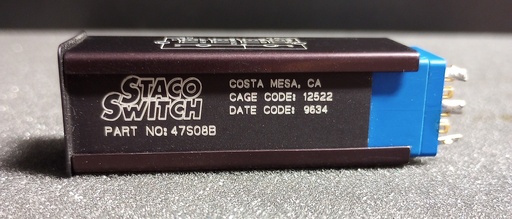 STACO
SWITCH
PART NO: 47S08B
COSTA MESA, CA
CAGE CODE: 12522
DATE CODE: 9634